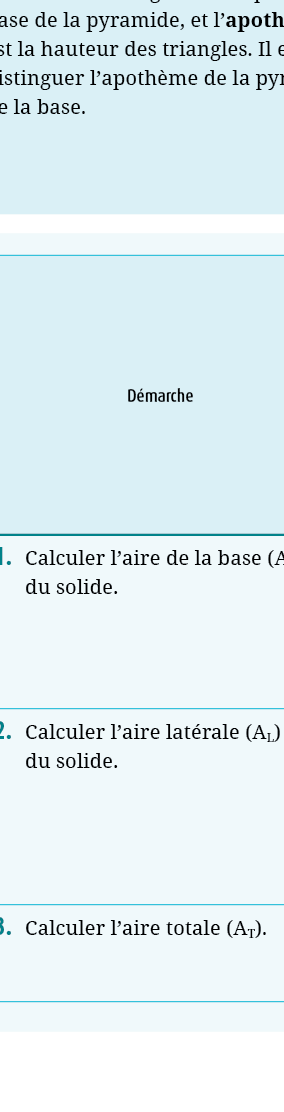 ase de la pyramide, et l’apoth
st la hauteur des triangles. Il e
istinguer l’apothème de la pyr
e la base.
Démarche
1. Calculer l’aire de la base (A
du solide.
2. Calculer l’aire latérale (AL)
du solide.
3. Calculer l’aire totale (AT).